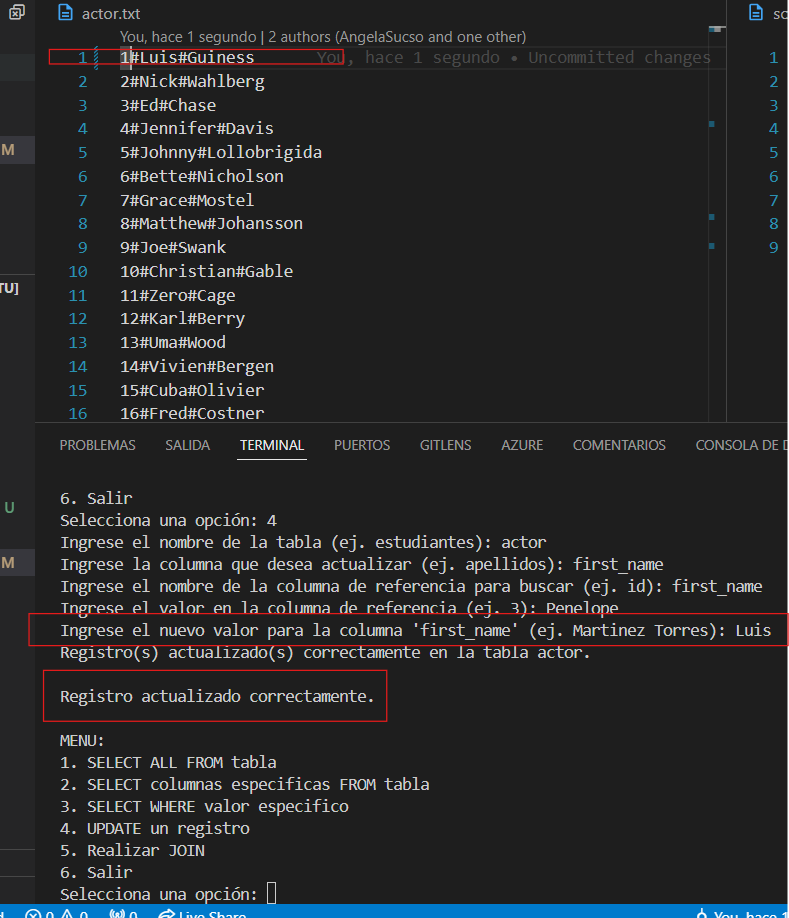 actor.txt
You, hace 1 segundo | 2 authors (AngelaSucso and one other)
1 1#Luis#Guiness You, hace 1 segundo • Uncommitted changes
2 2#Nick#Wahlberg
3 3#Ed#Chase
4 4#Jennifer#Davis
5 5#Johnny#Lollobrigida
6 6#Bette#Nicholson
7 7#Grace#Mostel
8 8#Matthew#Johansson
9 9#Joe#Swank
10 10#Christian#Gable
11 11#Zero#Cage
12 12#Karl#Berry
13 13#Uma#Wood
14 14#Vivien#Bergen
15 15#Cuba#Olivier
16 16#Fred#Costner
1
2
3
4
5
6
7
8
9
M
TU]
U
M
PROBLEMAS SALIDA TERMINAL PUERTOS GITLENS AZURE COMENTARIOS CONSOLA DE
6. Salir
Selecciona una opción: 4
Ingrese el nombre de la tabla (ej. estudiantes): actor
Ingrese la columna que desea actualizar (ej. apellidos): first_name
Ingrese el nombre de la columna de referencia para buscar (ej. id): first_name
Ingrese el valor en la columna de referencia (ej. 3): Penelope
Ingrese el nuevo valor para la columna 'first_name' (ej. Martinez Torres): Luis
Registro(s) actualizado(s) correctamente en la tabla actor.
Registro actualizado correctamente.
MENU:
1. SELECT ALL FROM tabla
2. SELECT columnas especificas FROM tabla
3. SELECT WHERE valor especifico
4. UPDATE un registro
5. Realizar JOIN
6. Salir
Selecciona una opción:
0 0 0 Live Share You, hace 1